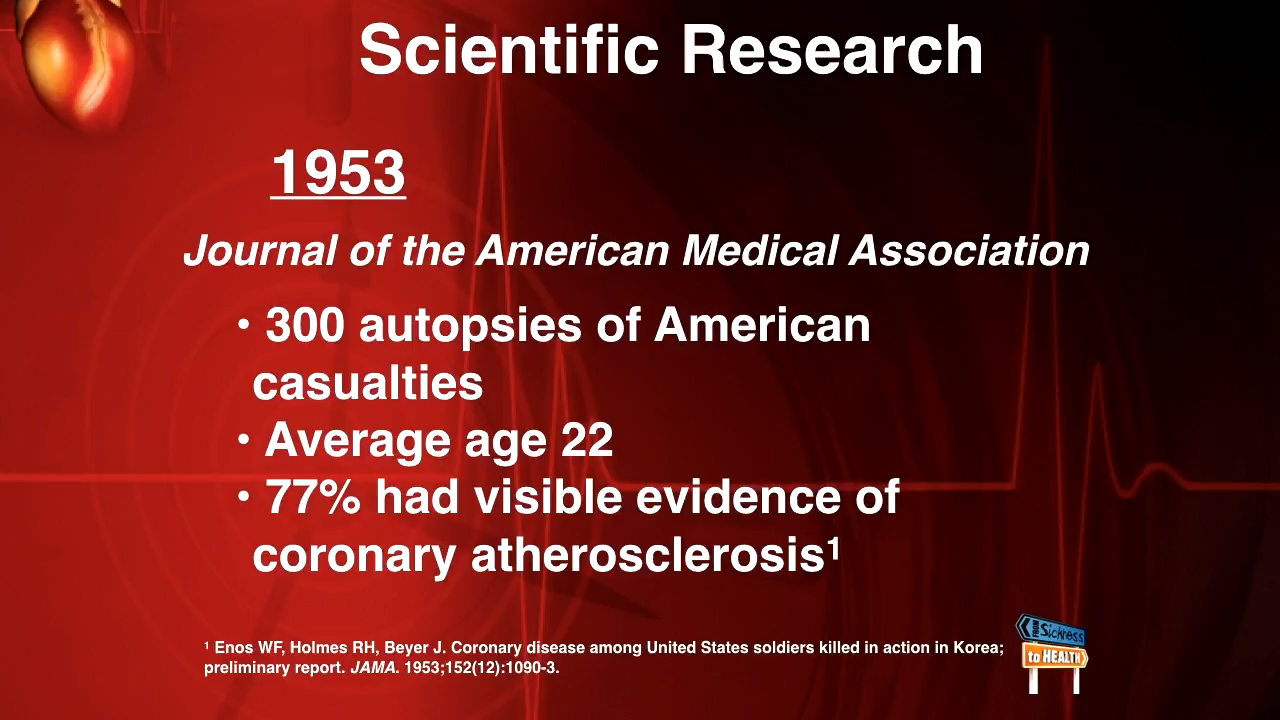 Scientific Research
1953
Journal of the American Medical Association
• 300 autopsies of American
casualties
• Average age 22
• 77% had visible evidence of
coronary atherosclerosis¹
¹ Enos WF, Holmes RH, Beyer J. Coronary disease among United States soldiers killed in action in Korea;
preliminary report. JAMA. 1953;152(12):1090-3.
FROM Sickness
to HEALTH